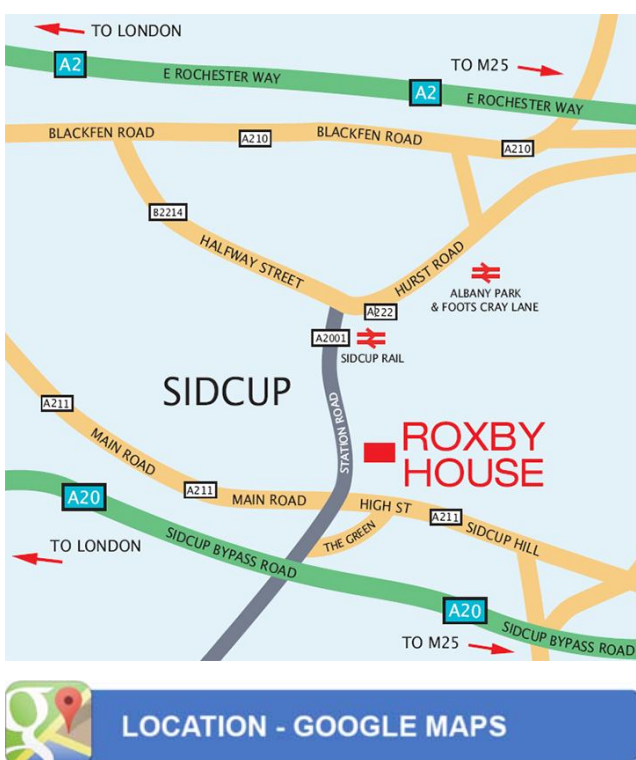 TO LONDON
A2
E ROCHESTER WAY
TO M25
A2
E ROCHESTER WAY
BLACKFEN ROAD
A210
BLACKFEN ROAD
A210
B2214
HALFWAY STREET
HURST ROAD
ALBANY PARK
& FOOTS CRAY LANE
A222
A2001
SIDCUP RAIL
SIDCUP
STATION ROAD
ROXBY
HOUSE
A211
MAIN ROAD
A211
MAIN ROAD
HIGH ST
A211
SIDCUP HILL
THE GREEN
A20
TO LONDON
SIDCUP BYPASS ROAD
A20
TO M25
SIDCUP BYPASS ROAD
g
LOCATION - GOOGLE MAPS